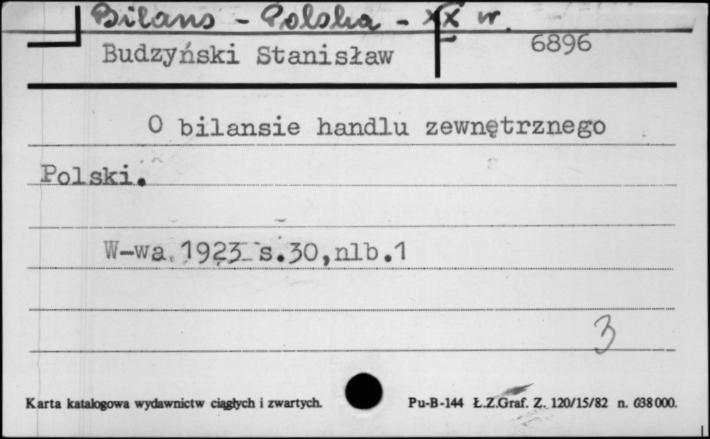 Bilans - Polska - XX w.
Budzyński Stanisław 6896
O bilansie handlu zewnętrznego
Polski.
W-wa 1923 s.30,nlb.1
3
Karta katalogowa wydawnictw ciągłych i zwartych. Pu-B-144 Ł.Z.Graf. Z. 120/15/82 n. 638000.